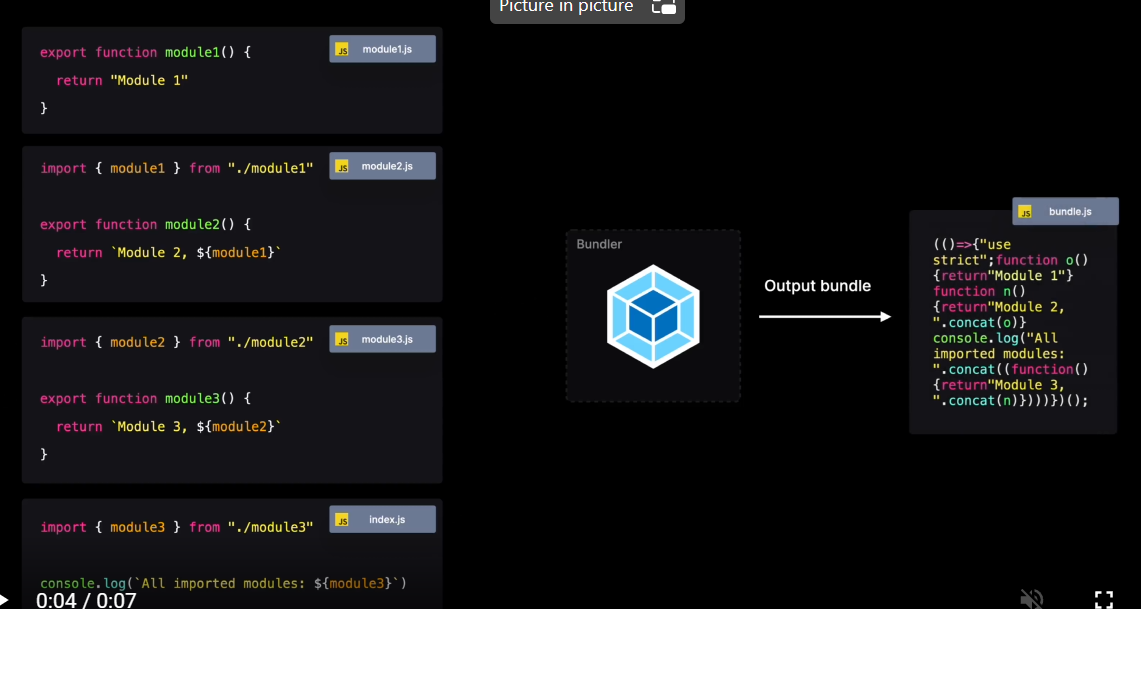 Picture in picture
JS module1.js
export function module1() {
return "Module 1"
}
JS module2.js
import { module1 } from "./module1"
export function module2() {
return `Module 2, ${module1}`
}
JS module3.js
import { module2 } from "./module2"
export function module3() {
return `Module 3, ${module2}`
}
JS index.js
import { module3 } from "./module3"
console.log(`All imported modules: ${module3}`)
Bundler
Output bundle
JS bundle.js
(()=>{"use
strict";function o()
{return"Module 1"}
function n()
{return"Module 2,
".concat(o)}
console.log("All
imported modules:
".concat((function()
{return"Module 3,
".concat(n)})))})();
0:04 / 0:07